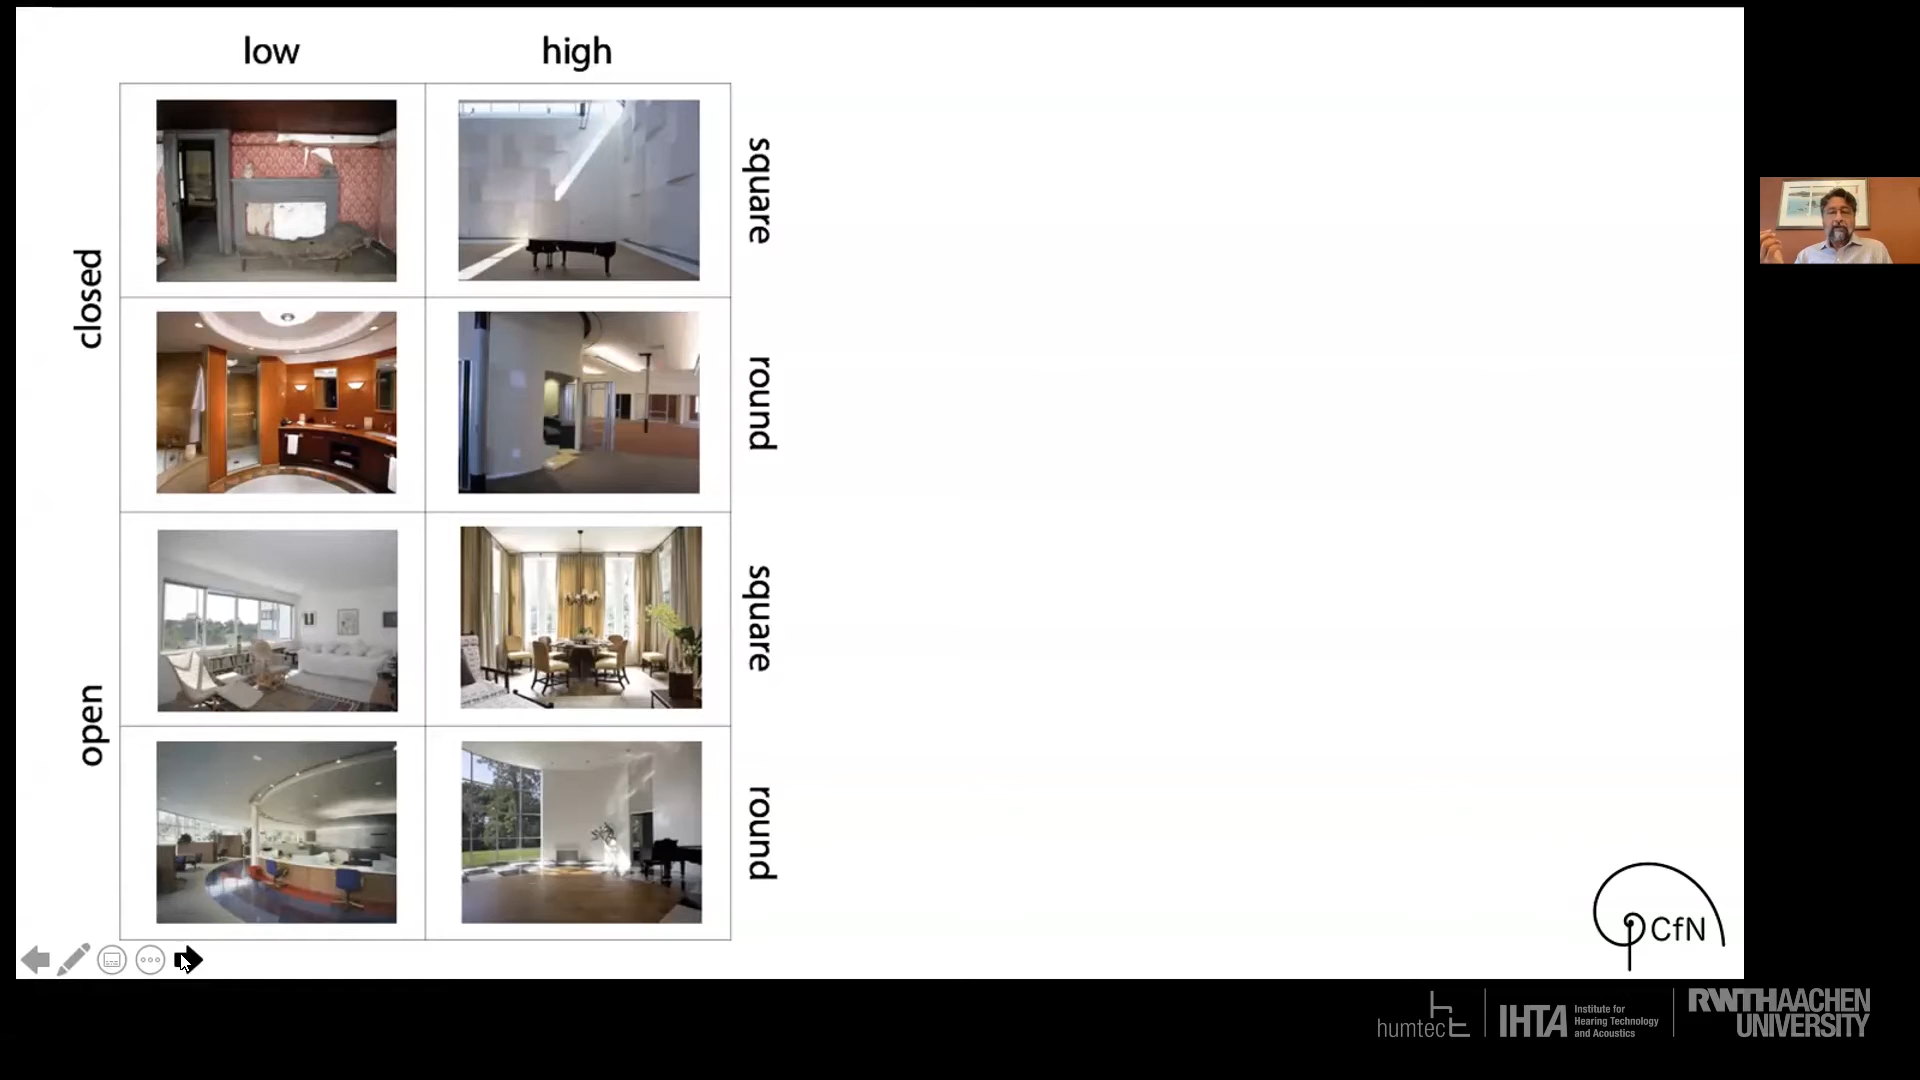 low high
closed
square
round
open
square
round
CfN
humtec
IHTA
Institute for
Hearing Technology
and Acoustics
RWTHAACHEN
UNIVERSITY